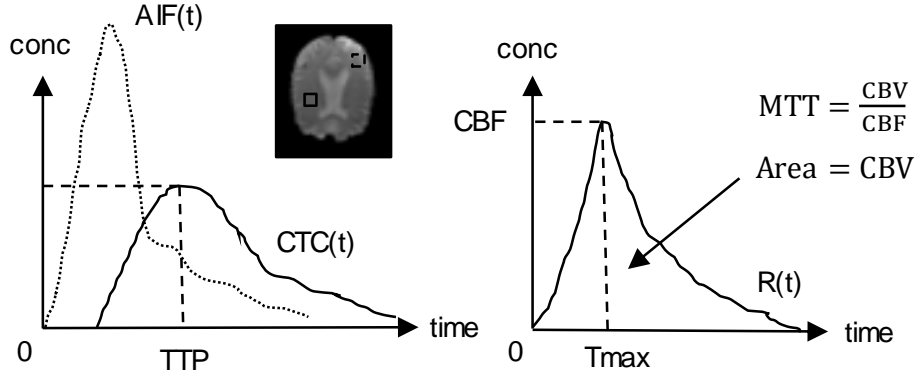 AIF(t)
conc
CTC(t)
0
TTP
time
conc
CBF
MTT = CBV/CBF
Area = CBV
R(t)
0
Tmax
time